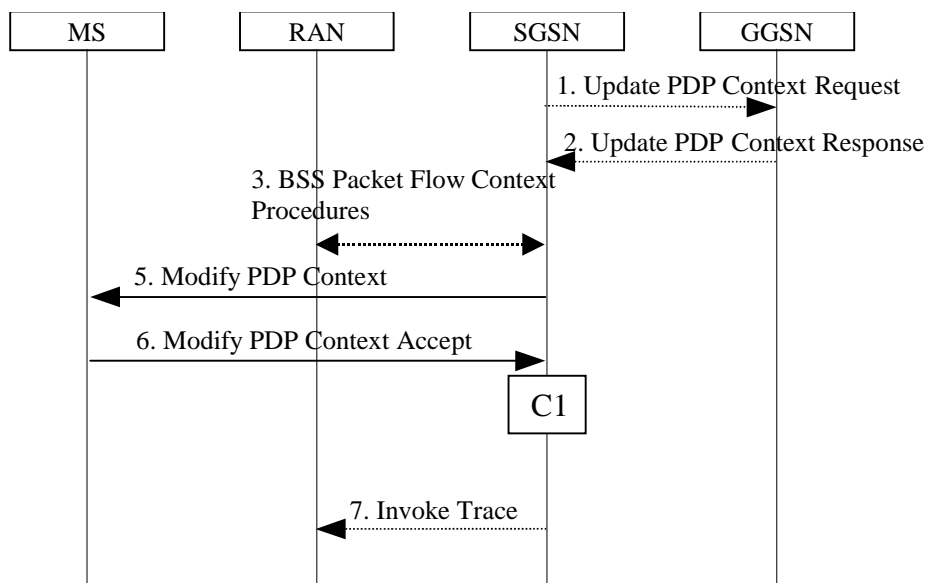 MS
RAN
SGSN
GGSN
1. Update PDP Context Request
2. Update PDP Context Response
3. BSS Packet Flow Context
Procedures
5. Modify PDP Context
6. Modify PDP Context Accept
C1
7. Invoke Trace